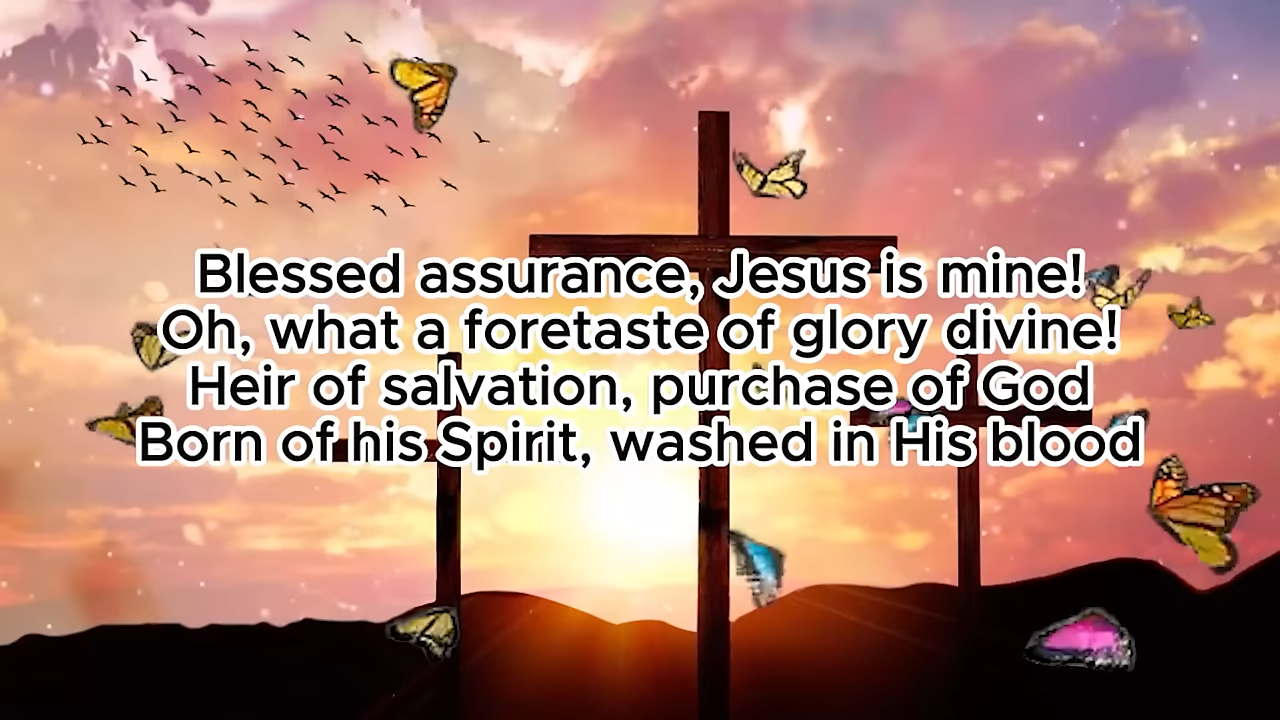 Blessed assurance, Jesus is mine!
Oh, what a foretaste of glory divine!
Heir of salvation, purchase of God
Born of his Spirit, washed in His blood